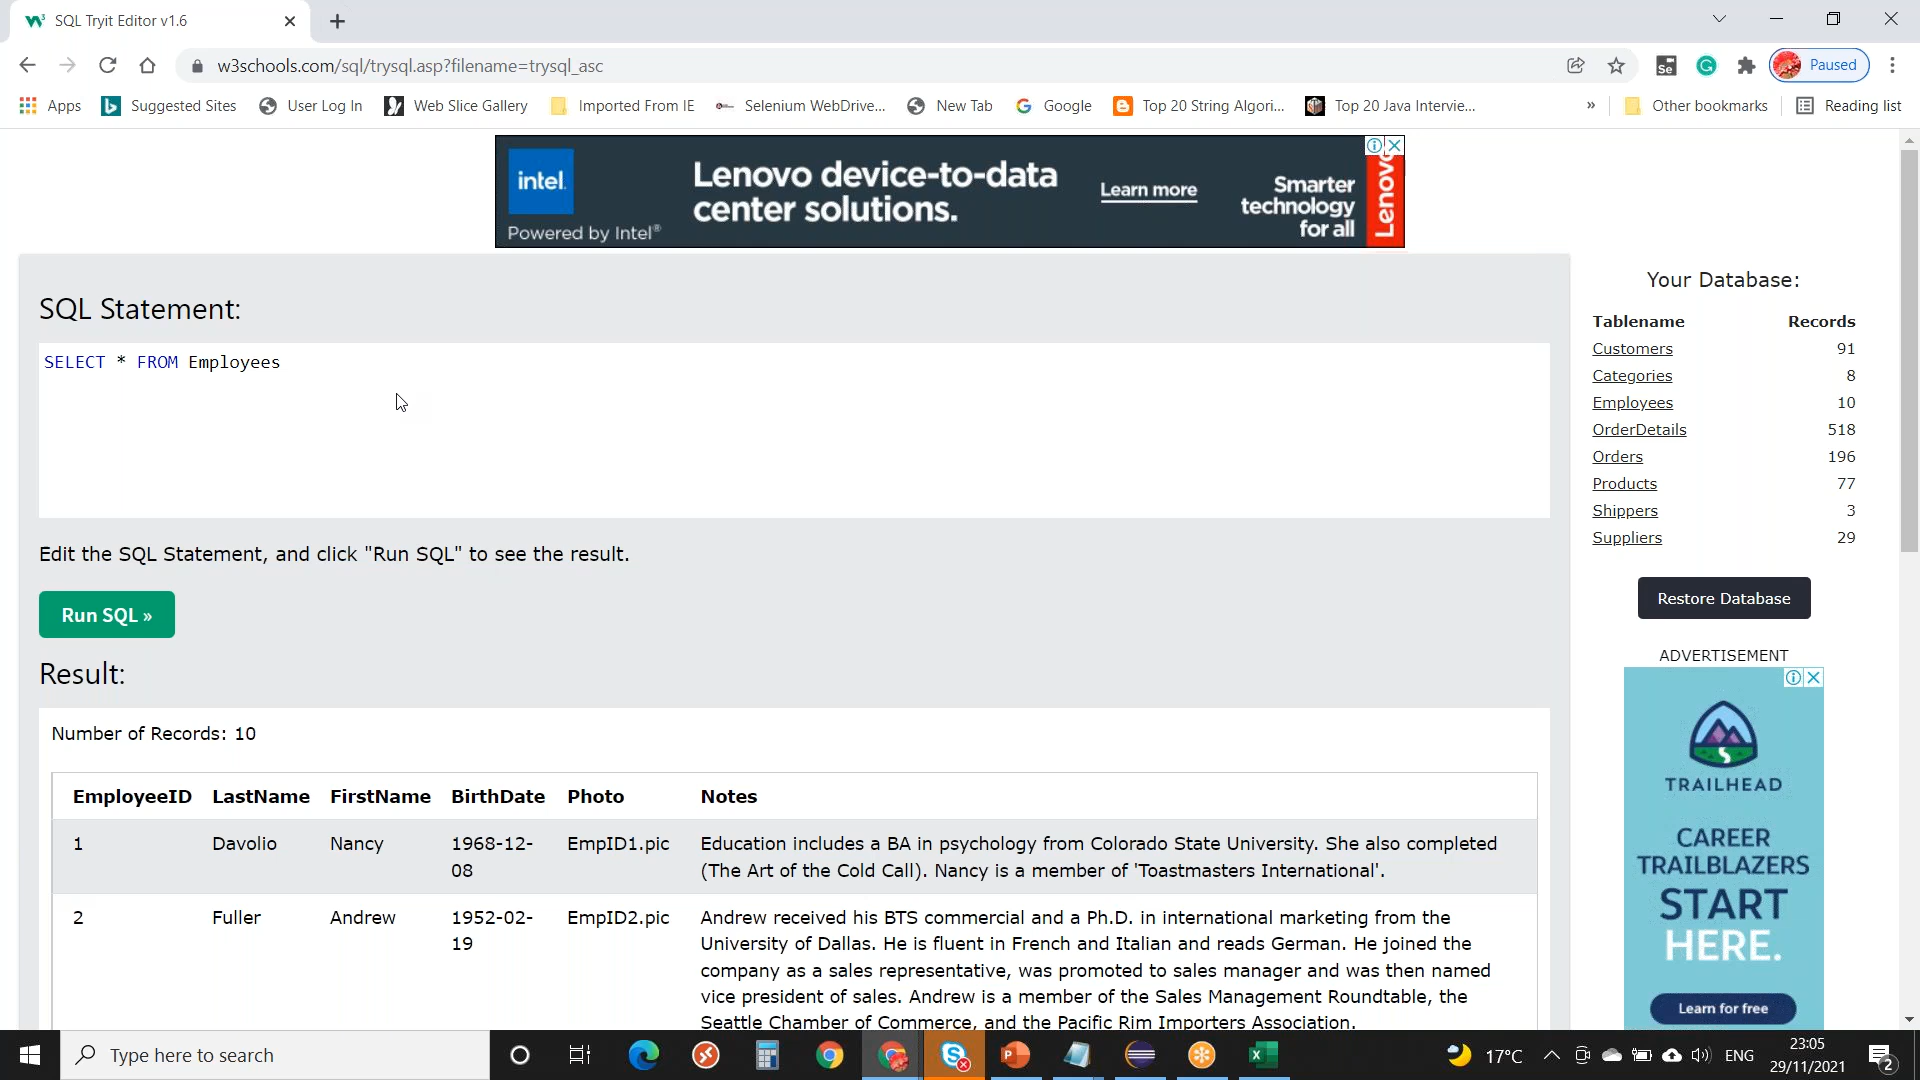 SQL Tryit Editor v1.6
w3schools.com/sql/trysql.asp?filename=trysql_asc
Se
G
Paused
Apps
Suggested Sites
User Log In
Web Slice Gallery
Imported From IE
Selenium WebDrive...
New Tab
Google
Top 20 String Algori...
Top 20 Java Intervie...
»
Other bookmarks
Reading list
intel.
Powered by Intel®
Lenovo device-to-data
center solutions.
Learn more
Smarter
technology
for all
Lenovo
SQL Statement:
SELECT * FROM Employees
Edit the SQL Statement, and click "Run SQL" to see the result.
Run SQL »
Result:
Number of Records: 10
EmployeeID LastName FirstName BirthDate Photo Notes
1 Davolio Nancy 1968-12-08 EmpID1.pic Education includes a BA in psychology from Colorado State University. She also completed
(The Art of the Cold Call). Nancy is a member of 'Toastmasters International'.
2 Fuller Andrew 1952-02-19 EmpID2.pic Andrew received his BTS commercial and a Ph.D. in international marketing from the
University of Dallas. He is fluent in French and Italian and reads German. He joined the
company as a sales representative, was promoted to sales manager and was then named
vice president of sales. Andrew is a member of the Sales Management Roundtable, the
Seattle Chamber of Commerce, and the Pacific Rim Importers Association.
Your Database:
Tablename Records
Customers 91
Categories 8
Employees 10
OrderDetails 518
Orders 196
Products 77
Shippers 3
Suppliers 29
Restore Database
ADVERTISEMENT
TRAILHEAD
CAREER
TRAILBLAZERS
START
HERE.
Learn for free
Type here to search
17°C
ENG
23:05
29/11/2021
2